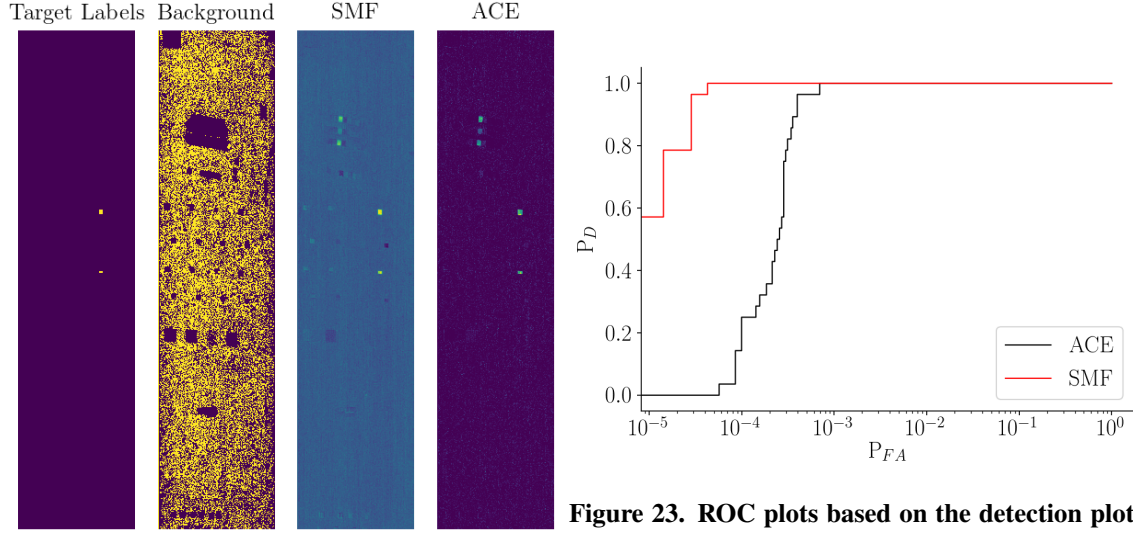 Target Labels Background SMF ACE
1.0
0.8
0.6
0.4
0.2
0.0
P_D
ACE
SMF
10^{-5} 10^{-4} 10^{-3} 10^{-2} 10^{-1} 10^{0}
P_{FA}
Figure 23. ROC plots based on the detection plot